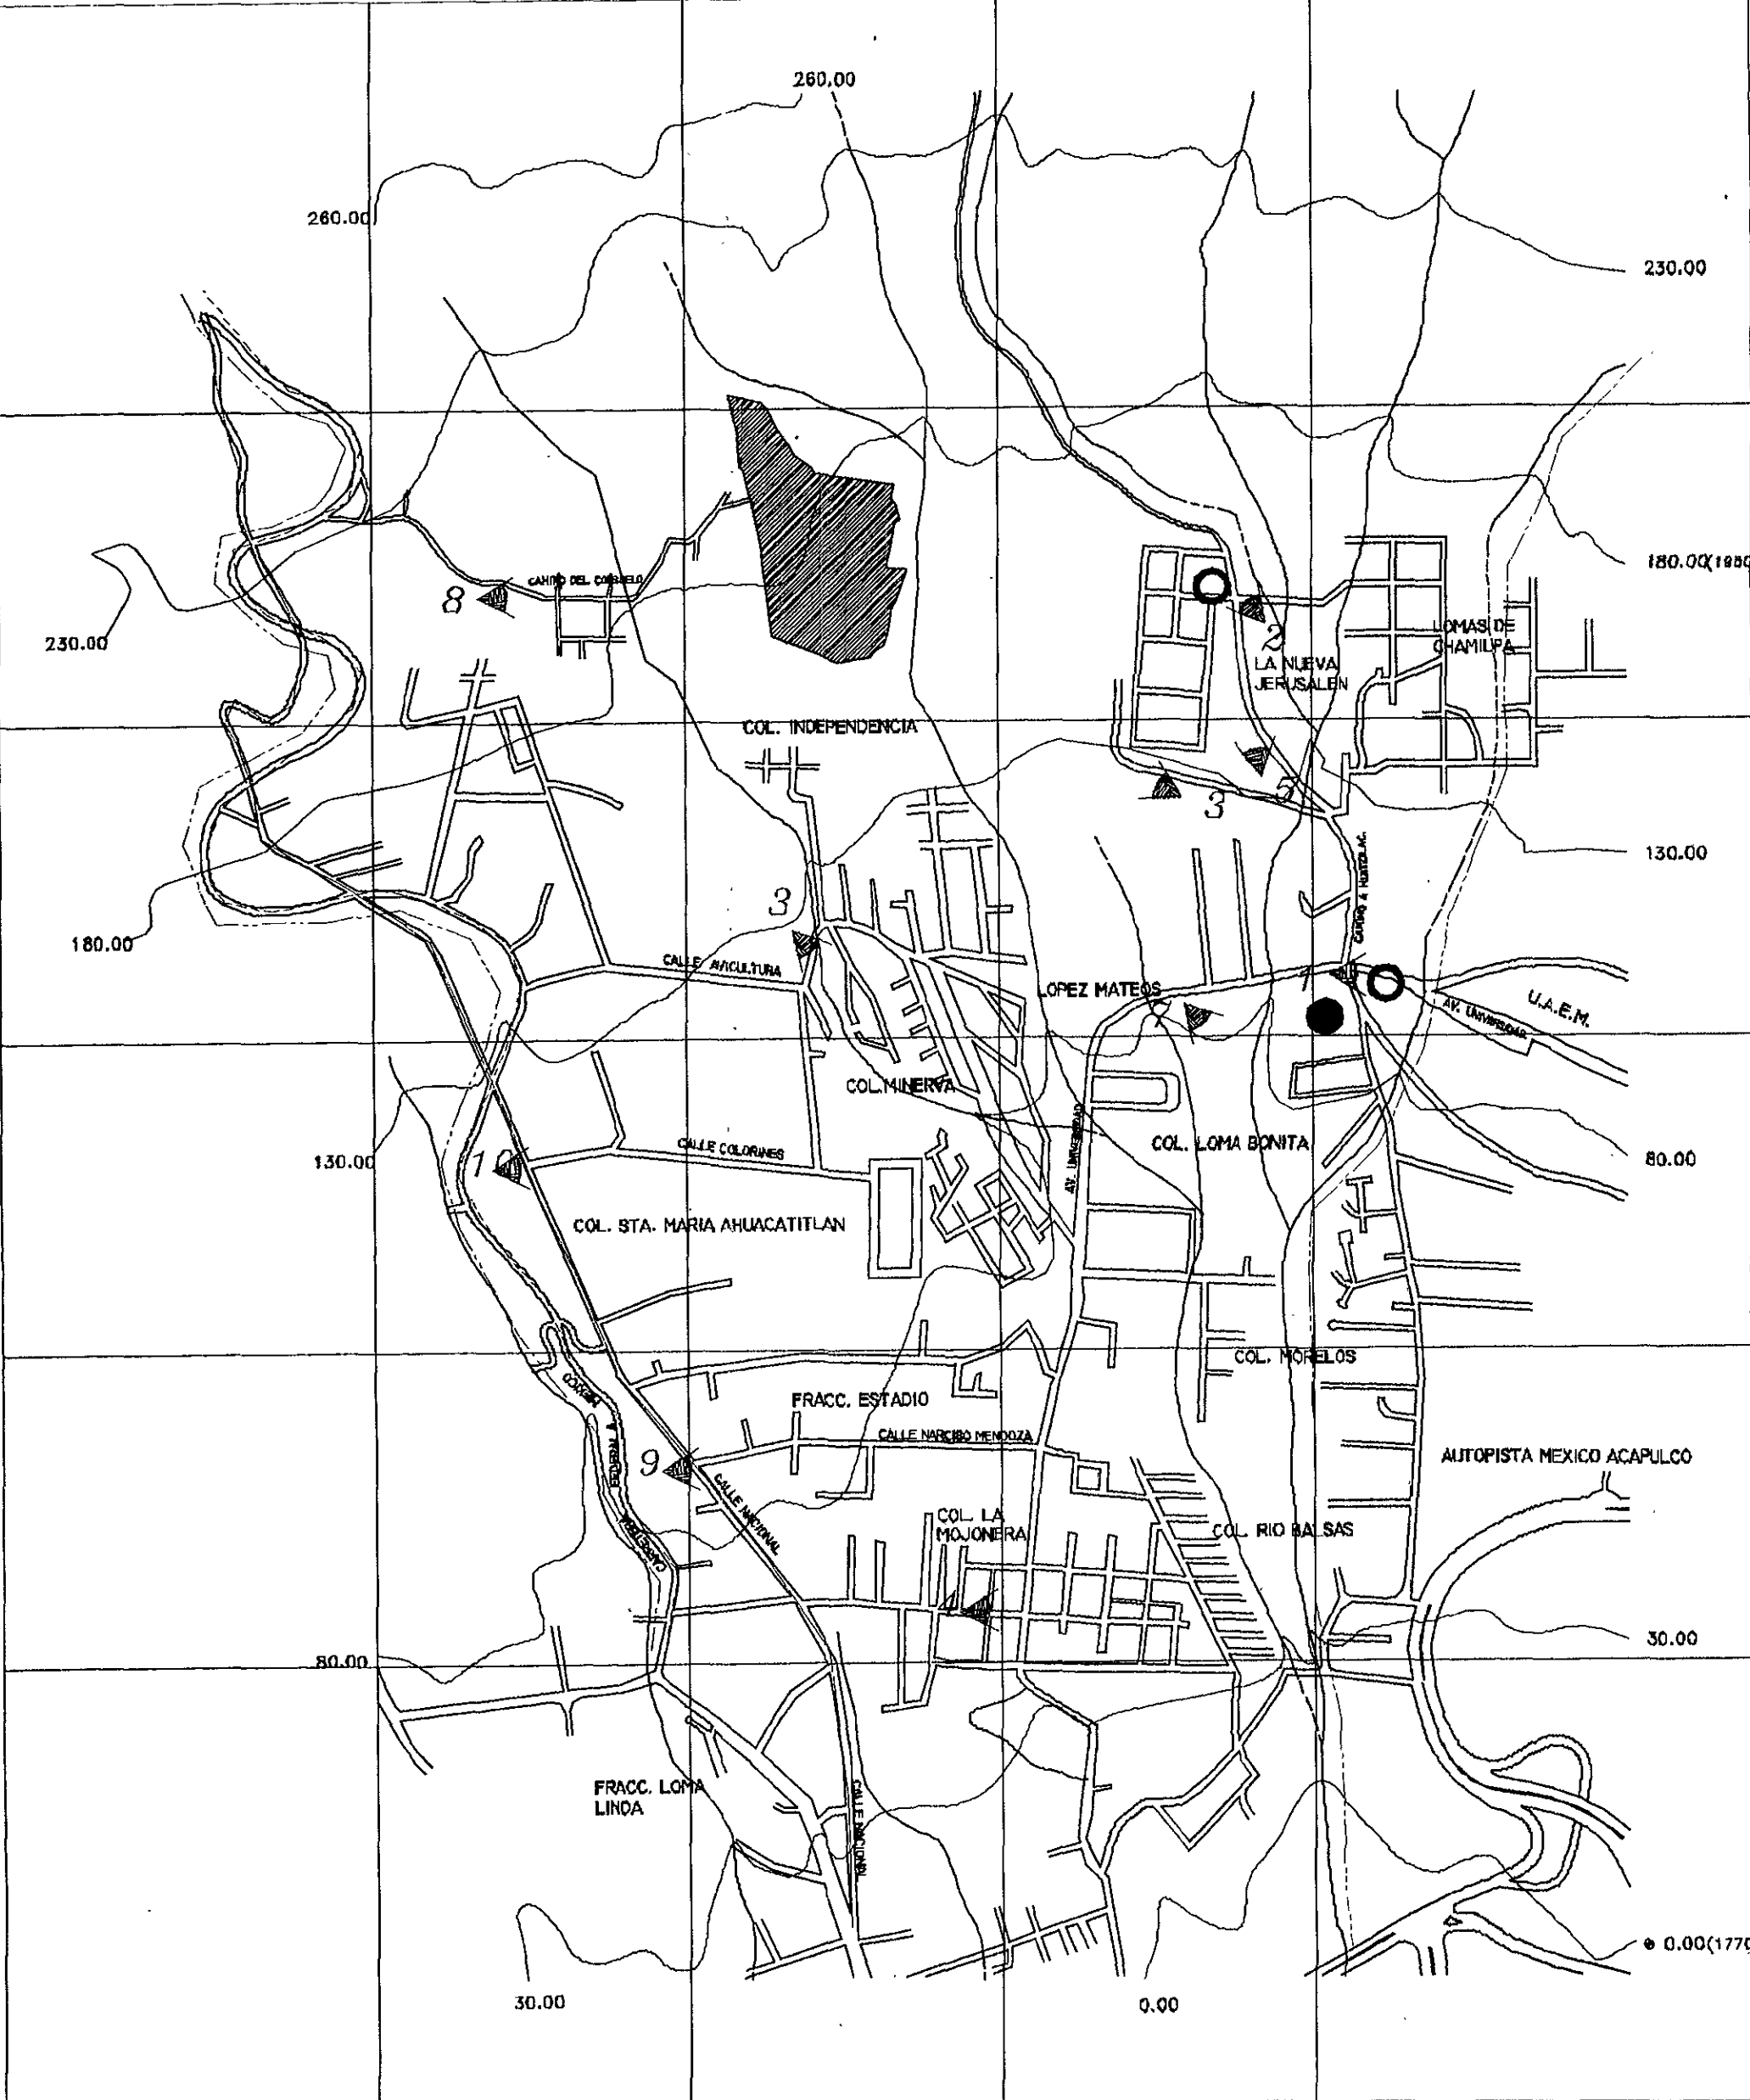 260.00
260.00
230.00
180.00(1950
CAMINO DEL CONSUELO
8
230.00
2
LOMAS DE
CHAMILPA
LA NUEVA
JERUSALEN
COL. INDEPENDENCIA
5
3
130.00
3
180.00
CALLE AVICULTURA
LOPEZ MATEOS
U.A.E.M.
AV. UNIVERSIDAD
COL. MINERVA
AV. UNIVERSIDAD
COL. LOMA BONITA
CALLE COLORINES
130.00
80.00
COL. STA. MARIA AHUACATITLAN
COL. MORELOS
MEXICO
FRACC. ESTADIO
CALLE NARCISO MENDOZA
AUTOPISTA MEXICO ACAPULCO
9
CALLE NACIONAL
COL. LA
MOJONERA
COL. RIO BALSAS
CARRETERA
4
30.00
80.00
FRACC. LOMA
LINDA
CALLE NACIONAL
0.00(1770
30.00
0.00